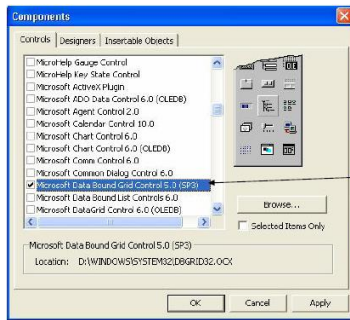 Components
Controls
Designers
Insertable Objects
MicroHelp Gauge Control
MicroHelp Key State Control
Microsoft ActiveX Plugin
Microsoft ADO Data Control 6.0 (OLEDB)
Microsoft Agent Control 2.0
Microsoft Calendar Control 10.0
Microsoft Chart Control 6.0
Microsoft Chart Control 6.0 (OLEDB)
Microsoft Comm Control 6.0
Microsoft Common Dialog Control 6.0
Microsoft Data Bound Grid Control 5.0 (SP3)
Microsoft Data Bound List Controls 6.0
Microsoft DataGrid Control 6.0 (OLEDB)
Browse...
Selected Items Only
Microsoft Data Bound Grid Control 5.0 (SP3)
Location: D:\WINDOWS\SYSTEM32\DBGRID32.OCX
OK
Cancel
Apply